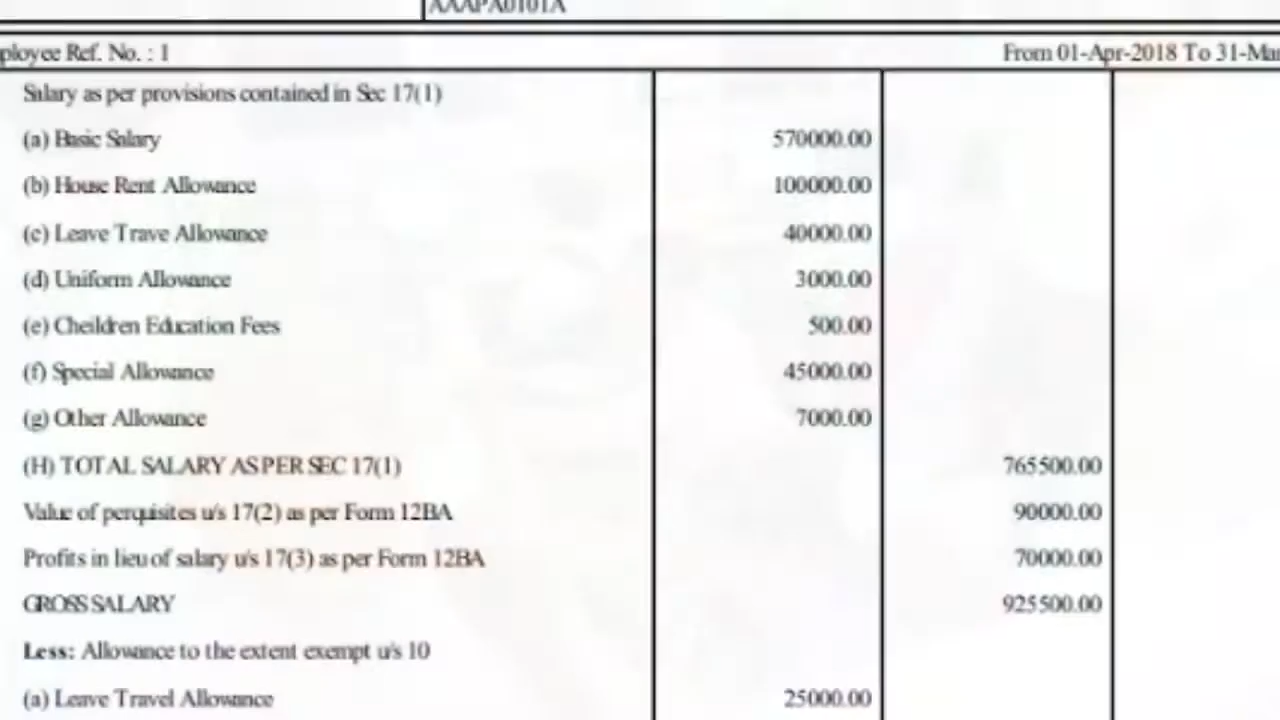 AAAPA0101A
ployee Ref. No. : 1 From 01-Apr-2018 To 31-Mar
Salary as per provisions contained in Sec 17(1)
(a) Basic Salary 570000.00
(b) House Rent Allowance 100000.00
(c) Leave Trave Allowance 40000.00
(d) Uniform Allowance 3000.00
(e) Cheildren Education Fees 500.00
(f) Special Allowance 45000.00
(g) Other Allowance 7000.00
(H) TOTAL SALARY AS PER SEC 17(1) 765500.00
Value of perquisites u/s 17(2) as per Form 12BA 90000.00
Profits in lieu of salary u/s 17(3) as per Form 12BA 70000.00
GROSS SALARY 925500.00
Less: Allowance to the extent exempt u/s 10
(a) Leave Travel Allowance 25000.00